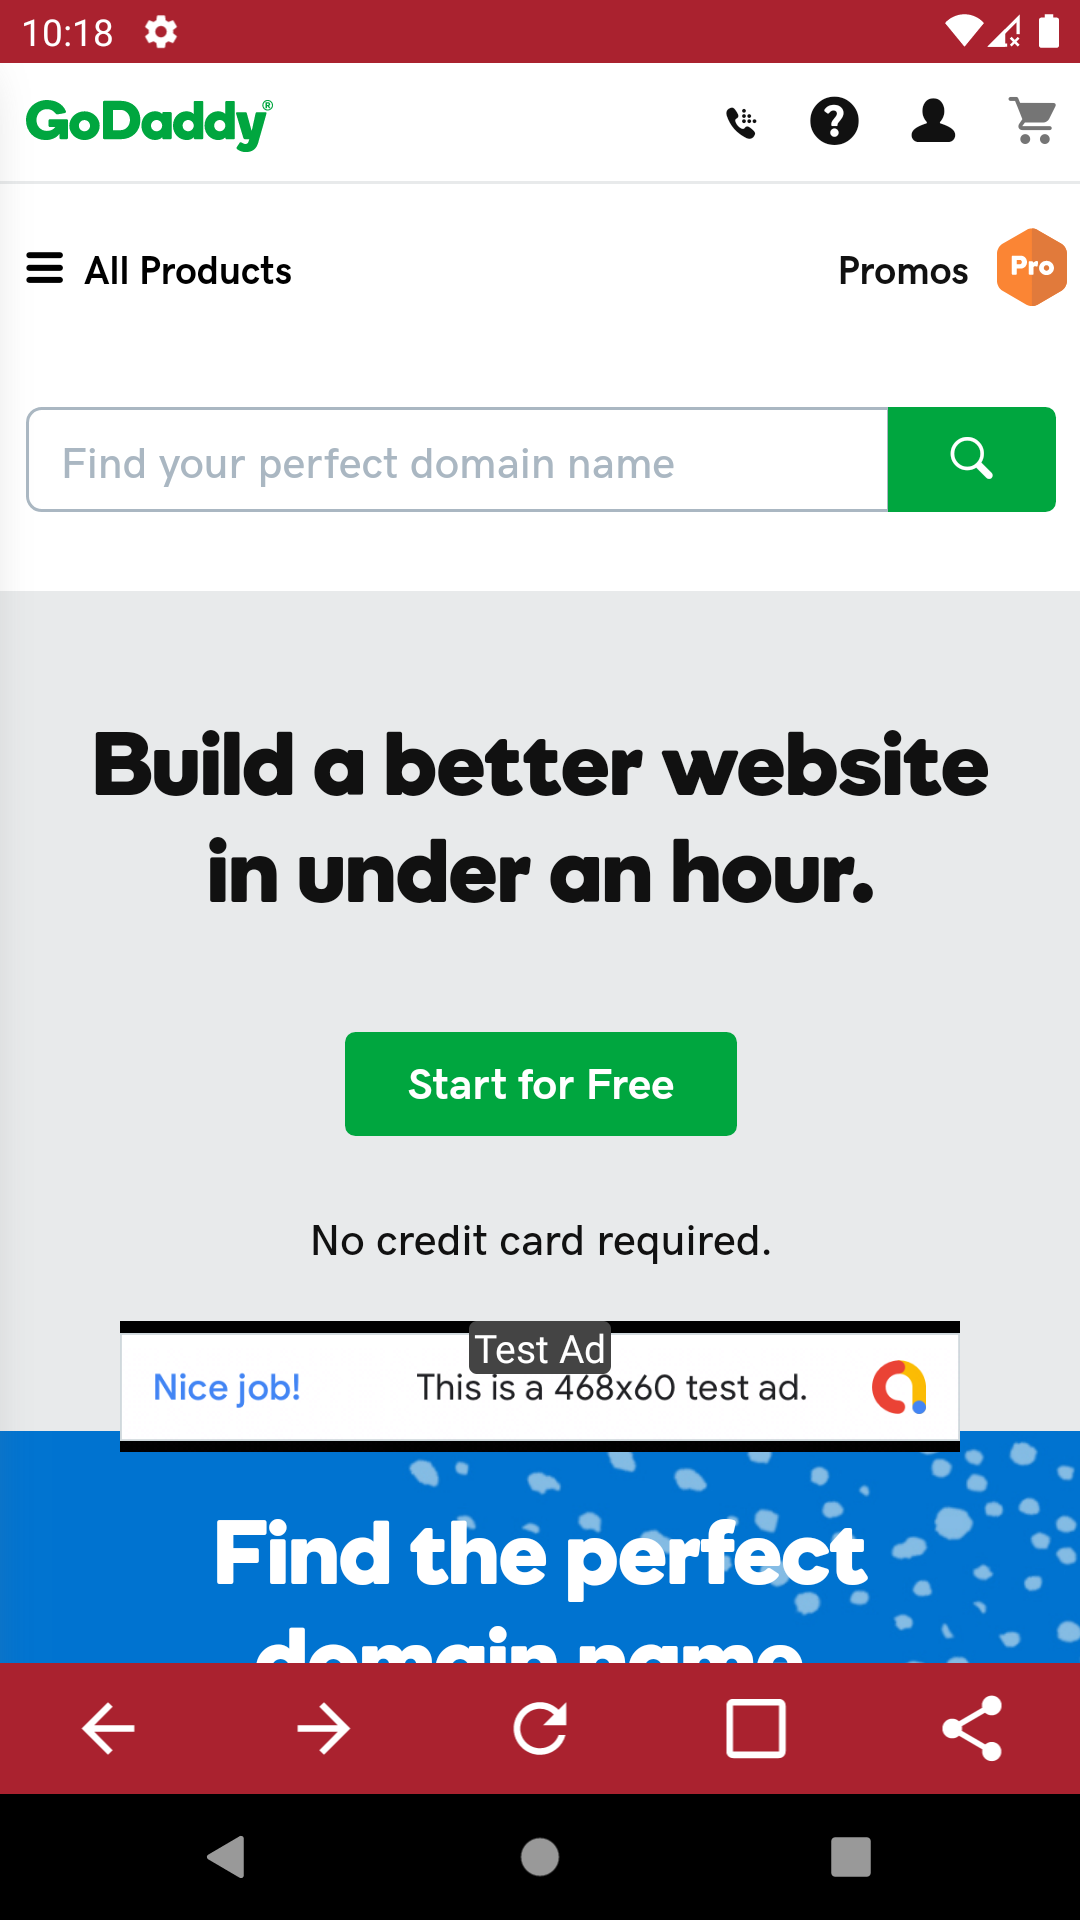 10:18
GoDaddy®
All Products
Promos
Pro
Find your perfect domain name
Build a better website
in under an hour.
Start for Free
No credit card required.
Test Ad
Nice job!
This is a 468x60 test ad.
Find the perfect
domain name